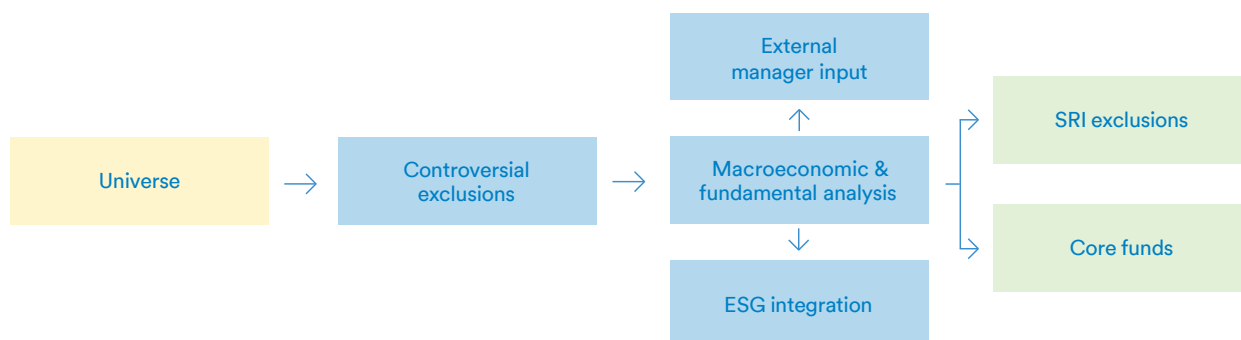 Universe
Controversial
exclusions
External
manager input
Macroeconomic &
fundamental analysis
ESG integration
SRI exclusions
Core funds